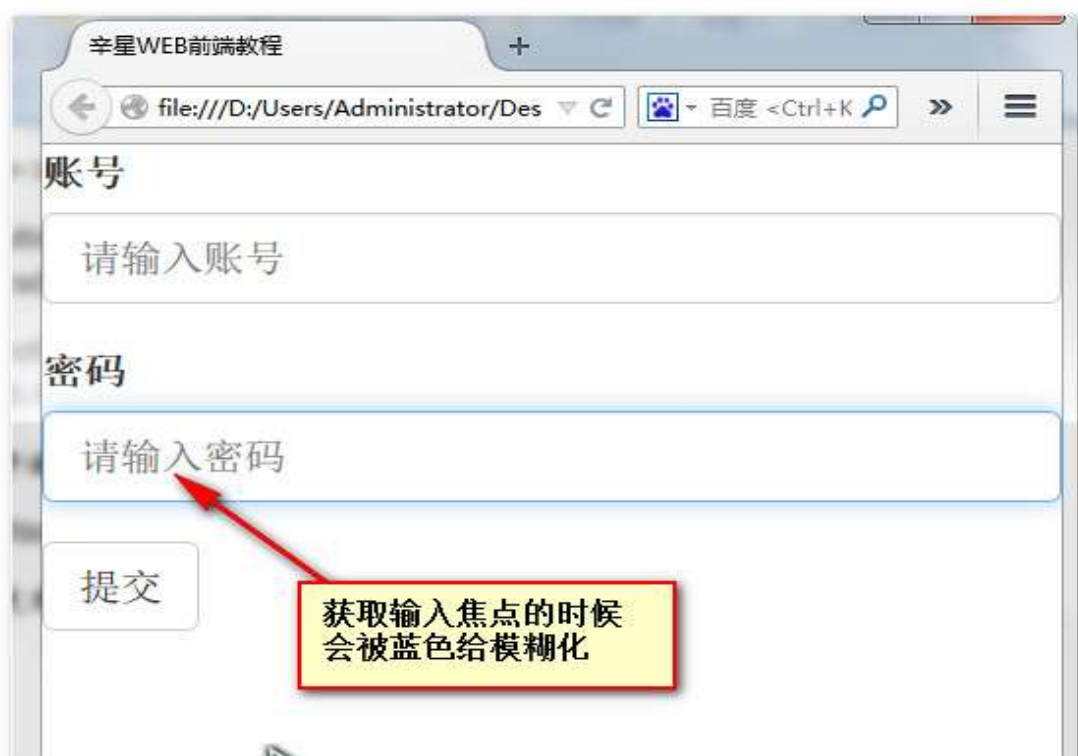 辛星WEB前端教程
file:///D:/Users/Administrator/Des
百度 <Ctrl+K
账号
请输入账号
密码
请输入密码
提交
获取输入焦点的时候
会被蓝色给模糊化